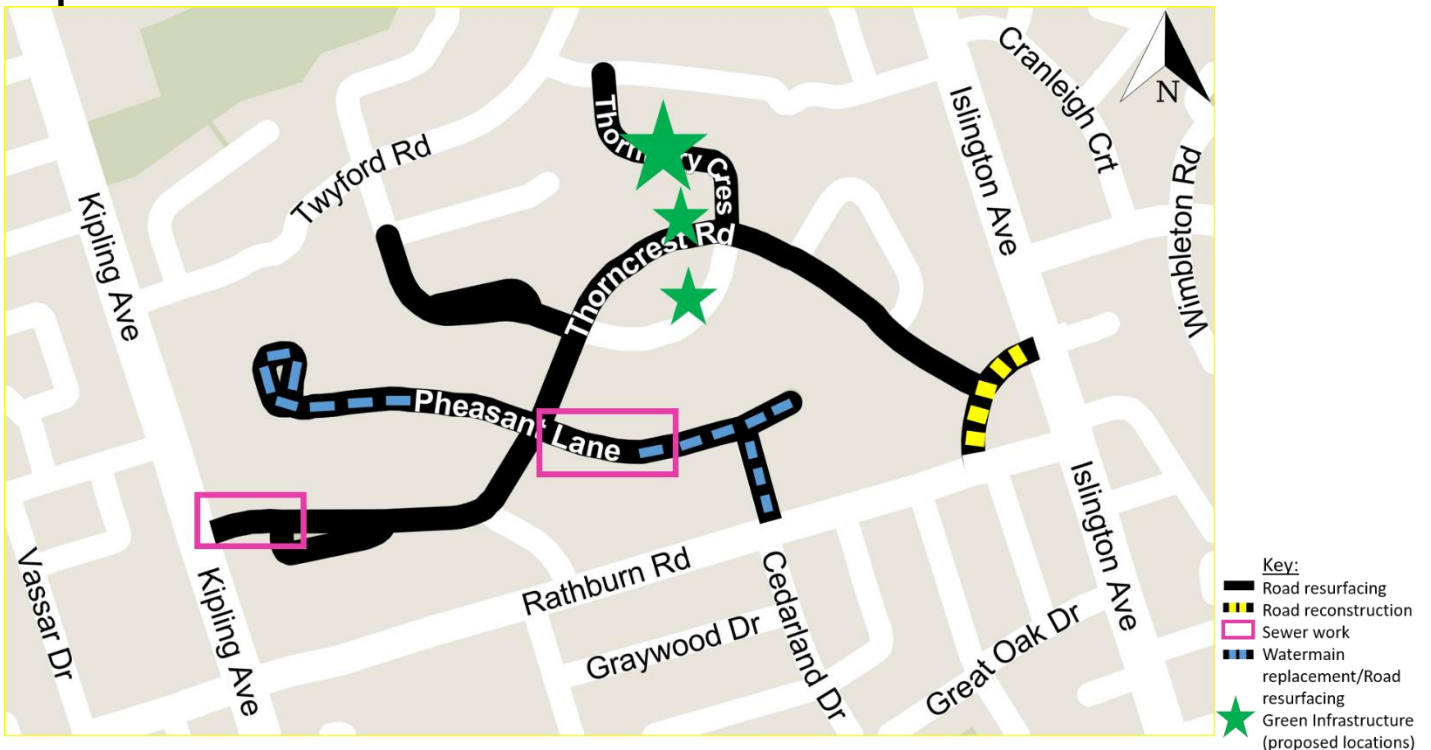 Cranleigh Crt
N
Islington Ave
Wimbleton Rd
Cres
Twyford Rd
Kipling Ave
Thorncrest Rd
Pheasant Lane
Islington Ave
Rathburn Rd
Cedarland Dr
Vassar Dr
Kipling Ave
Graywood Dr
Great Oak Dr
Key:
Road resurfacing
Road reconstruction
Sewer work
Watermain
replacement/Road
resurfacing
Green Infrastructure
(proposed locations)